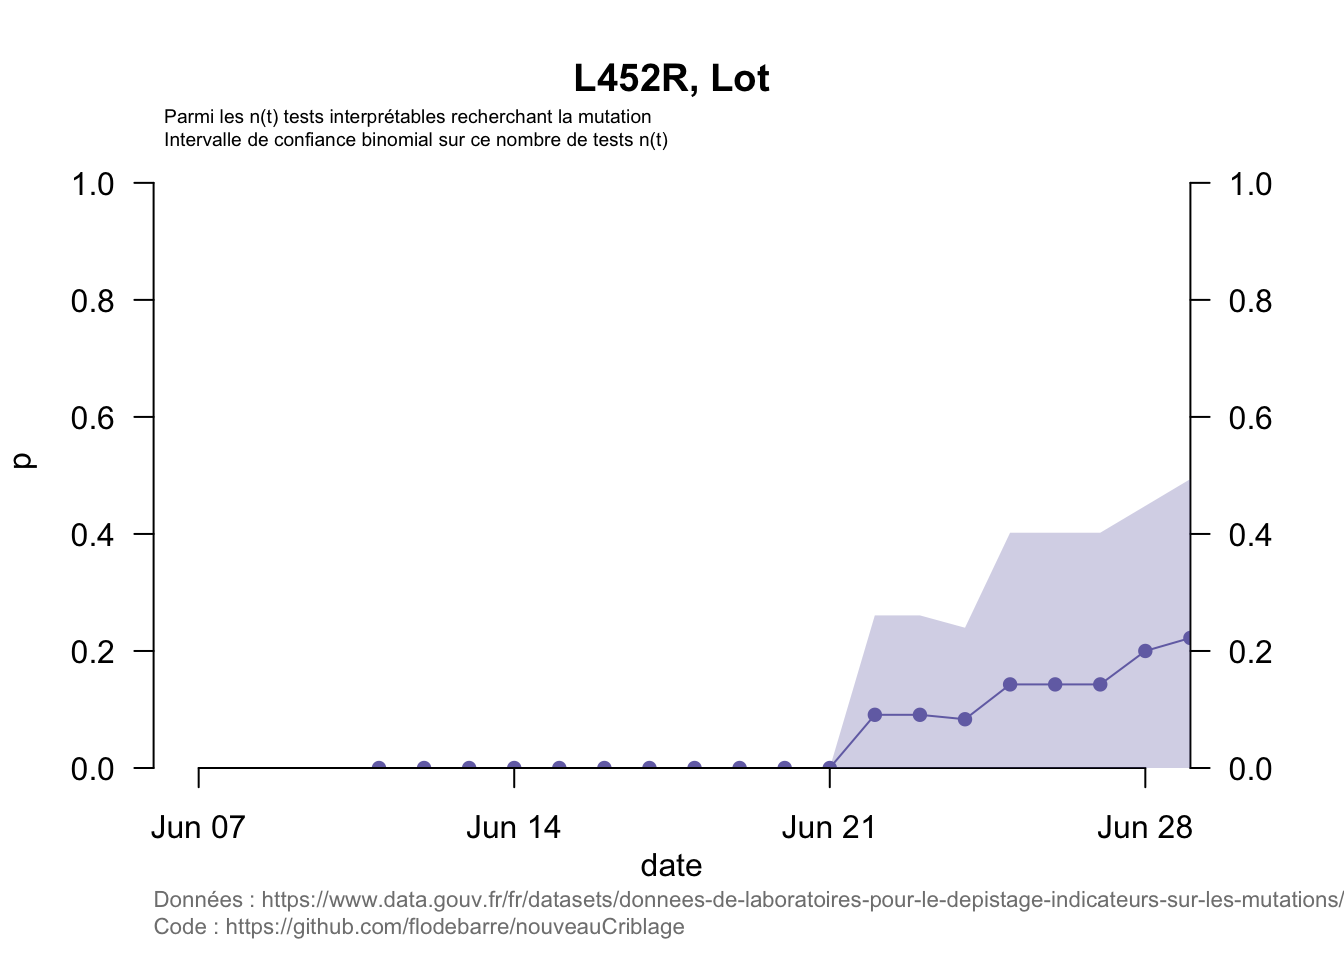 L452R, Lot
Parmi les n(t) tests interprétables recherchant la mutation
Intervalle de confiance binomial sur ce nombre de tests n(t)
1.0 1.0
0.8 0.8
0.6 0.6
p
0.4 0.4
0.2 0.2
0.0 0.0
Jun 07 Jun 14 Jun 21 Jun 28
date
Données : https://www.data.gouv.fr/fr/datasets/donnees-de-laboratoires-pour-le-depistage-indicateurs-sur-les-mutations/
Code : https://github.com/flodebarre/nouveauCriblage